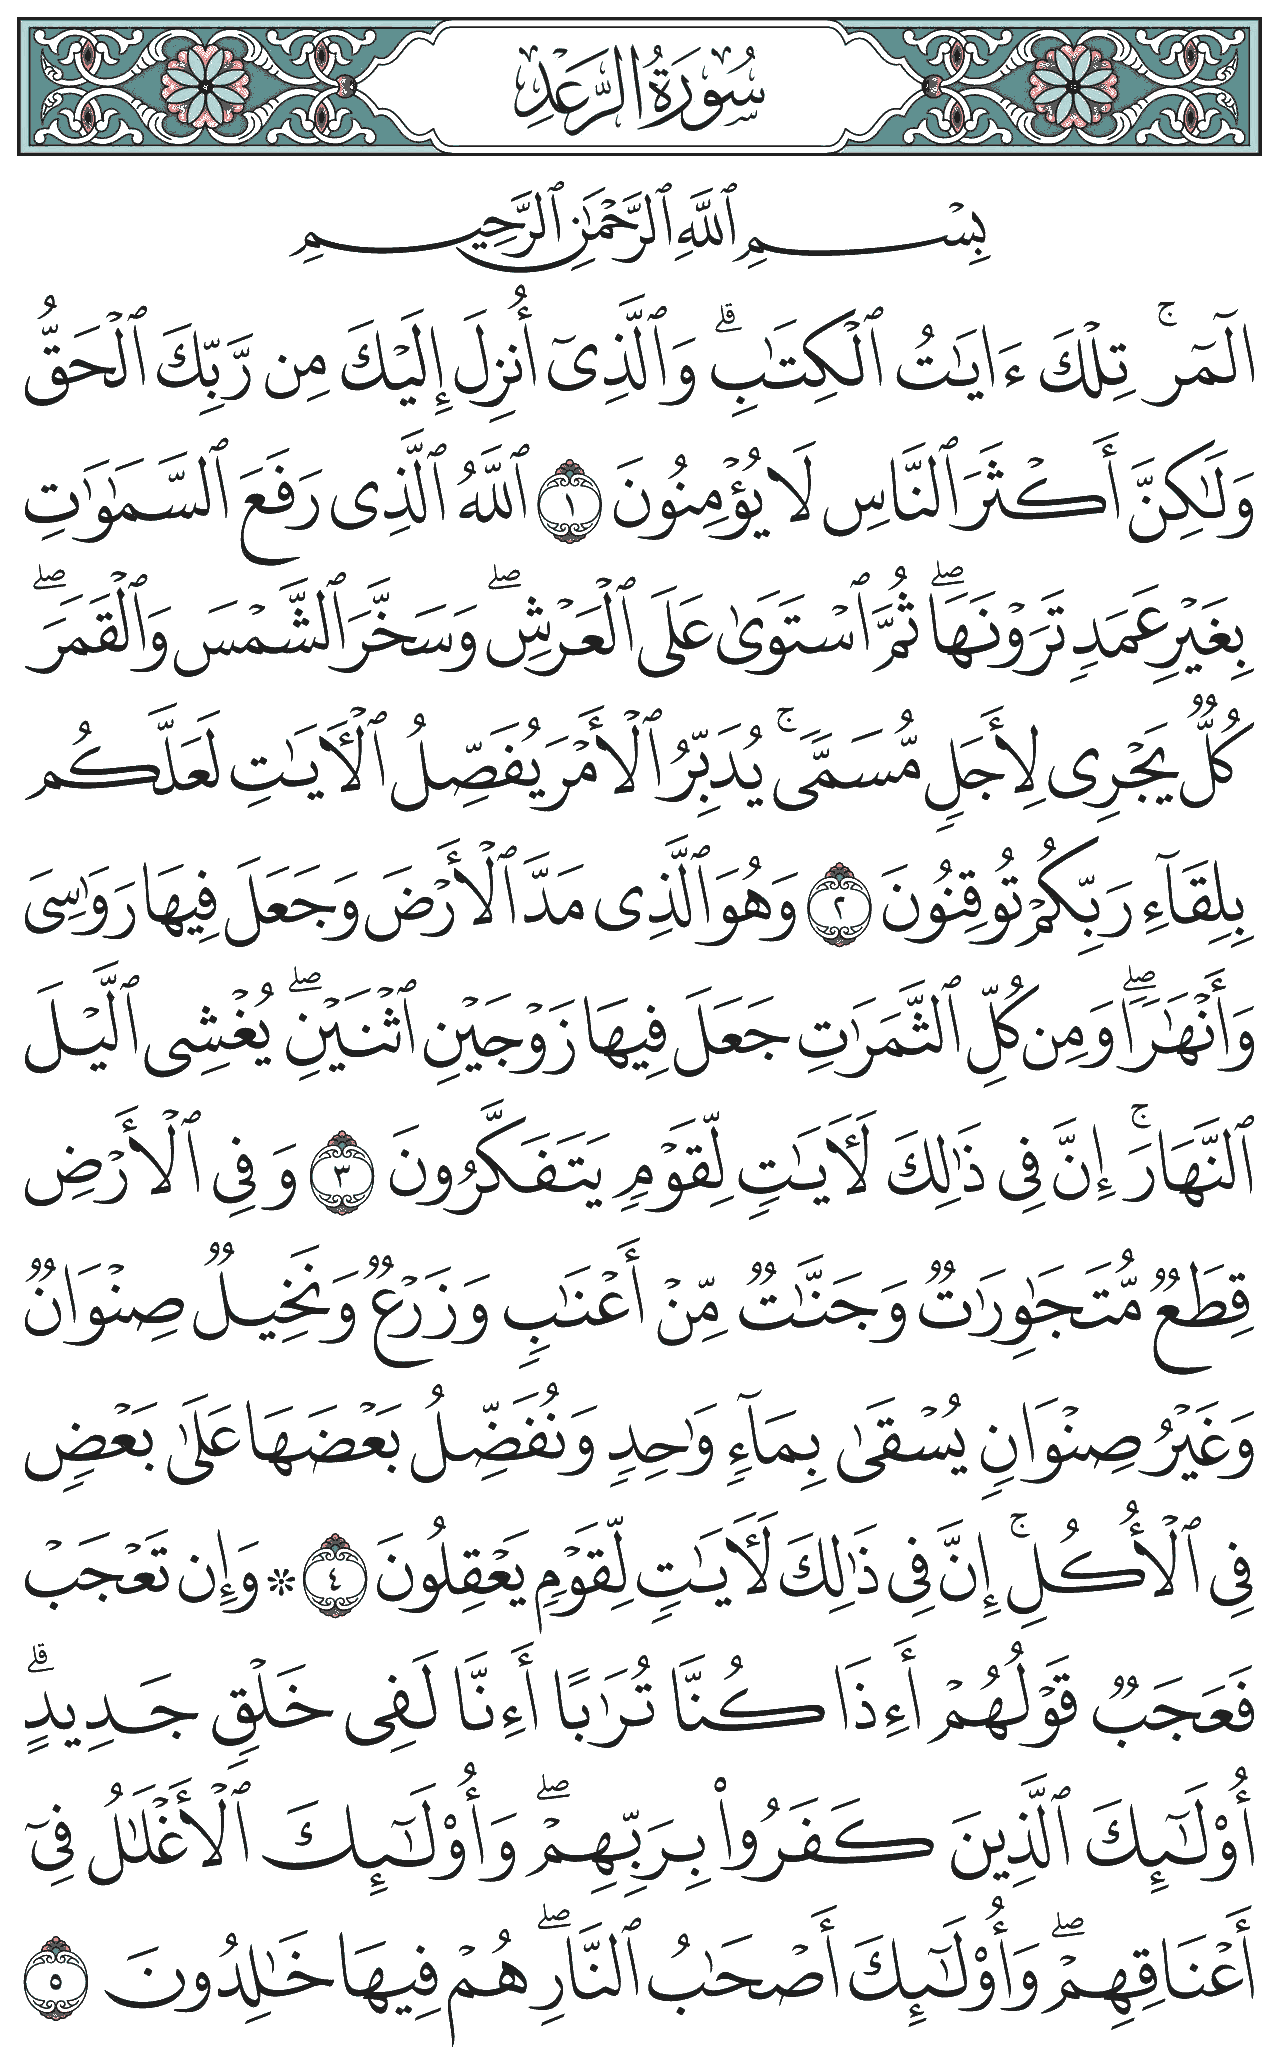 سُورَةُ الرَّعْدِ
بِسْمِ ٱللَّهِ ٱلرَّحْمَٰنِ ٱلرَّحِيمِ
الٓمٓرۚ تِلْكَ ءَايَٰتُ ٱلْكِتَٰبِۗ وَٱلَّذِىٓ أُنزِلَ إِلَيْكَ مِن رَّبِّكَ ٱلْحَقُّ
وَلَٰكِنَّ أَكْثَرَ ٱلنَّاسِ لَا يُؤْمِنُونَ ١ ٱللَّهُ ٱلَّذِى رَفَعَ ٱلسَّمَٰوَٰتِ
بِغَيْرِ عَمَدٍ تَرَوْنَهَاۖ ثُمَّ ٱسْتَوَىٰ عَلَى ٱلْعَرْشِۖ وَسَخَّرَ ٱلشَّمْسَ وَٱلْقَمَرَۖ
كُلٌّ يَجْرِى لِأَجَلٍ مُّسَمًّىۚ يُدَبِّرُ ٱلْأَمْرَ يُفَصِّلُ ٱلْءَايَٰتِ لَعَلَّكُم
بِلِقَآءِ رَبِّكُمْ تُوقِنُونَ ٢ وَهُوَ ٱلَّذِى مَدَّ ٱلْأَرْضَ وَجَعَلَ فِيهَا رَوَٰسِىَ
وَأَنْهَٰرًاۖ وَمِن كُلِّ ٱلثَّمَرَٰتِ جَعَلَ فِيهَا زَوْجَيْنِ ٱثْنَيْنِۖ يُغْشِى ٱلَّيْلَ
ٱلنَّهَارَۚ إِنَّ فِى ذَٰلِكَ لَءَايَٰتٍ لِّقَوْمٍ يَتَفَكَّرُونَ ٣ وَفِى ٱلْأَرْضِ
قِطَعٌ مُّتَجَٰوِرَٰتٌ وَجَنَّٰتٌ مِّنْ أَعْنَٰبٍ وَزَرْعٌ وَنَخِيلٌ صِنْوَانٌ
وَغَيْرُ صِنْوَانٍ يُسْقَىٰ بِمَآءٍ وَٰحِدٍ وَنُفَضِّلُ بَعْضَهَا عَلَىٰ بَعْضٍ
فِى ٱلْأُكُلِۚ إِنَّ فِى ذَٰلِكَ لَءَايَٰتٍ لِّقَوْمٍ يَعْقِلُونَ ٤ ۞ وَإِن تَعْجَبْ
فَعَجَبٌ قَوْلُهُمْ أَءِذَا كُنَّا تُرَٰبًا أَءِنَّا لَفِى خَلْقٍ جَدِيدٍۗ
أُو۟لَٰٓئِكَ ٱلَّذِينَ كَفَرُوا۟ بِرَبِّهِمْۖ وَأُو۟لَٰٓئِكَ ٱلْأَغْلَٰلُ فِىٓ
أَعْنَاقِهِمْۖ وَأُو۟لَٰٓئِكَ أَصْحَٰبُ ٱلنَّارِۖ هُمْ فِيهَا خَٰلِدُونَ ٥